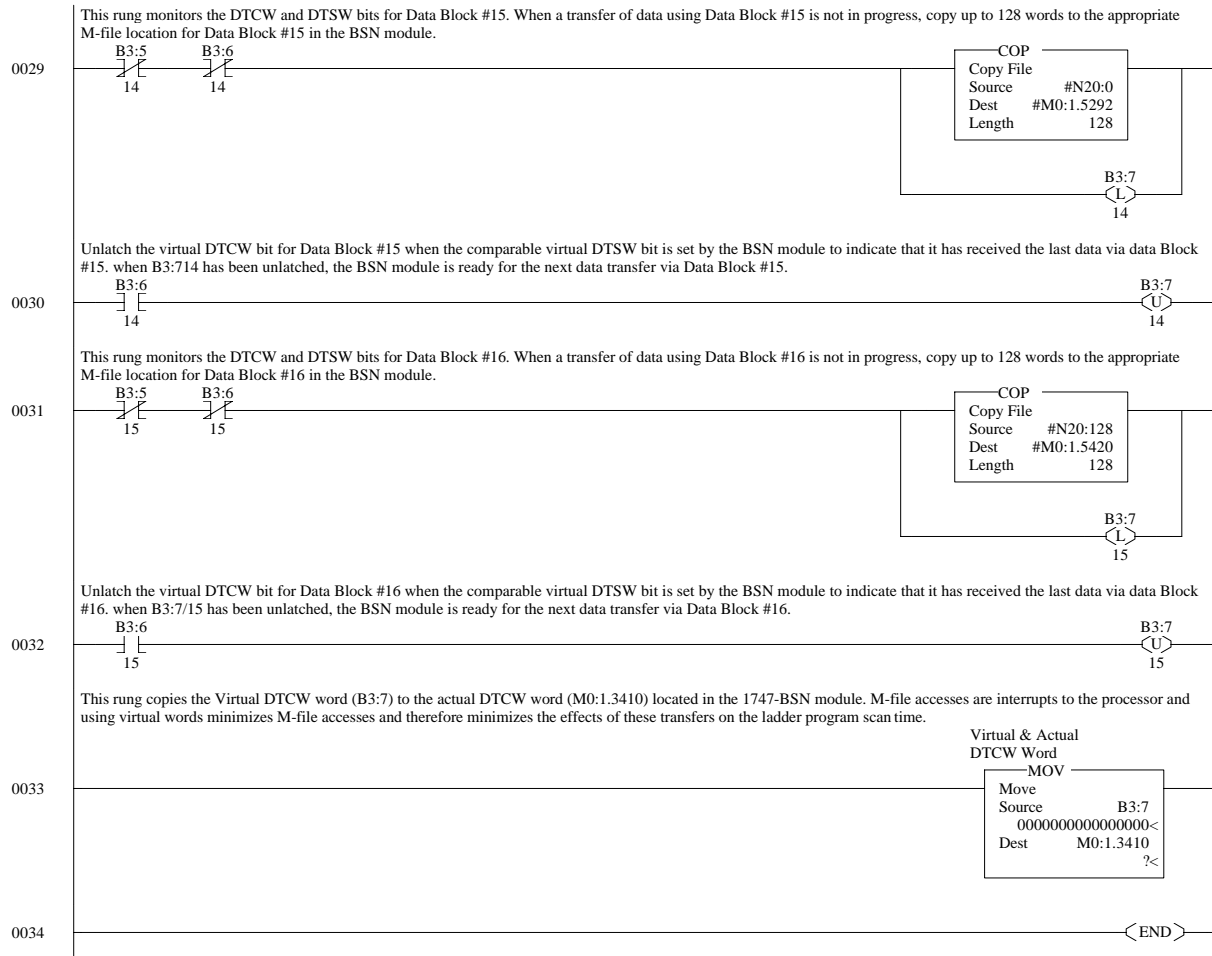 This rung monitors the DTCW and DTSW bits for Data Block #15. When a transfer of data using Data Block #15 is not in progress, copy up to 128 words to the appropriate
M-file location for Data Block #15 in the BSN module.
B3:5 B3:6
0029
14 14
COP
Copy File
Source #N20:0
Dest #M0:1.5292
Length 128
B3:7
L
14
Unlatch the virtual DTCW bit for Data Block #15 when the comparable virtual DTSW bit is set by the BSN module to indicate that it has received the last data via data Block
#15. when B3:714 has been unlatched, the BSN module is ready for the next data transfer via Data Block #15.
B3:6 B3:7
0030 U
14 14
This rung monitors the DTCW and DTSW bits for Data Block #16. When a transfer of data using Data Block #16 is not in progress, copy up to 128 words to the appropriate
M-file location for Data Block #16 in the BSN module.
B3:5 B3:6
0031
15 15
COP
Copy File
Source #N20:128
Dest #M0:1.5420
Length 128
B3:7
L
15
Unlatch the virtual DTCW bit for Data Block #16 when the comparable virtual DTSW bit is set by the BSN module to indicate that it has received the last data via data Block
#16. when B3:7/15 has been unlatched, the BSN module is ready for the next data transfer via Data Block #16.
B3:6 B3:7
0032 U
15 15
This rung copies the Virtual DTCW word (B3:7) to the actual DTCW word (M0:1.3410) located in the 1747-BSN module. M-file accesses are interrupts to the processor and
using virtual words minimizes M-file accesses and therefore minimizes the effects of these transfers on the ladder program scan time.
Virtual & Actual
DTCW Word
MOV
0033
Move
Source B3:7
0000000000000000<
Dest M0:1.3410
?<
0034 END